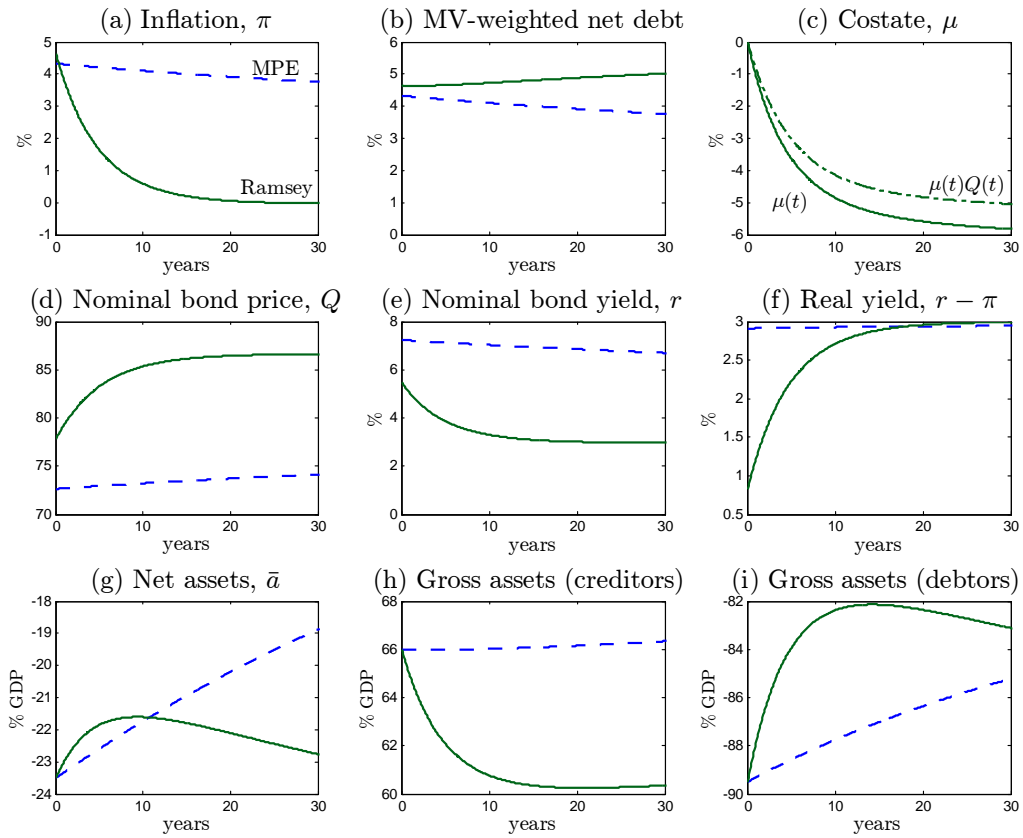 (a) Inflation, π
5
4
3
2
1
0
-1
%
MPE
Ramsey
0 10 20 30
years
(b) MV-weighted net debt
6
5
4
3
2
1
0
0 10 20 30
years
(c) Costate, μ
0
-1
-2
-3
-4
-5
-6
%
μ(t)Q(t)
μ(t)
0 10 20 30
years
(d) Nominal bond price, Q
90
85
80
75
70
%
0 10 20 30
years
(e) Nominal bond yield, r
8
6
4
2
0
%
0 10 20 30
years
(f) Real yield, r − π
3
2.5
2
1.5
1
0.5
%
0 10 20 30
years
(g) Net assets, ā
-18
-19
-20
-21
-22
-23
-24
% GDP
0 10 20 30
years
(h) Gross assets (creditors)
68
66
64
62
60
% GDP
0 10 20 30
years
(i) Gross assets (debtors)
-82
-84
-86
-88
-90
% GDP
0 10 20 30
years